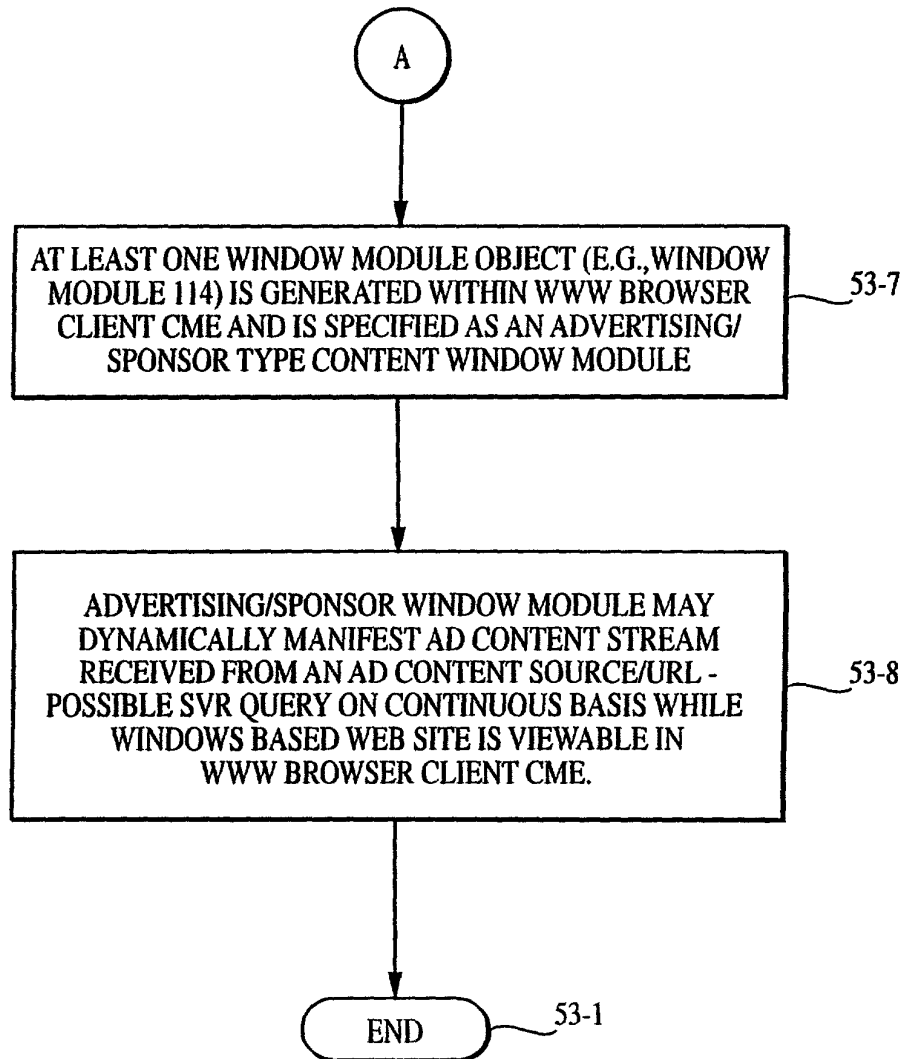 A
AT LEAST ONE WINDOW MODULE OBJECT (E.G.,WINDOW
MODULE 114) IS GENERATED WITHIN WWW BROWSER
CLIENT CME AND IS SPECIFIED AS AN ADVERTISING/
SPONSOR TYPE CONTENT WINDOW MODULE
53-7
ADVERTISING/SPONSOR WINDOW MODULE MAY
DYNAMICALLY MANIFEST AD CONTENT STREAM
RECEIVED FROM AN AD CONTENT SOURCE/URL -
POSSIBLE SVR QUERY ON CONTINUOUS BASIS WHILE
WINDOWS BASED WEB SITE IS VIEWABLE IN
WWW BROWSER CLIENT CME.
53-8
END
53-1